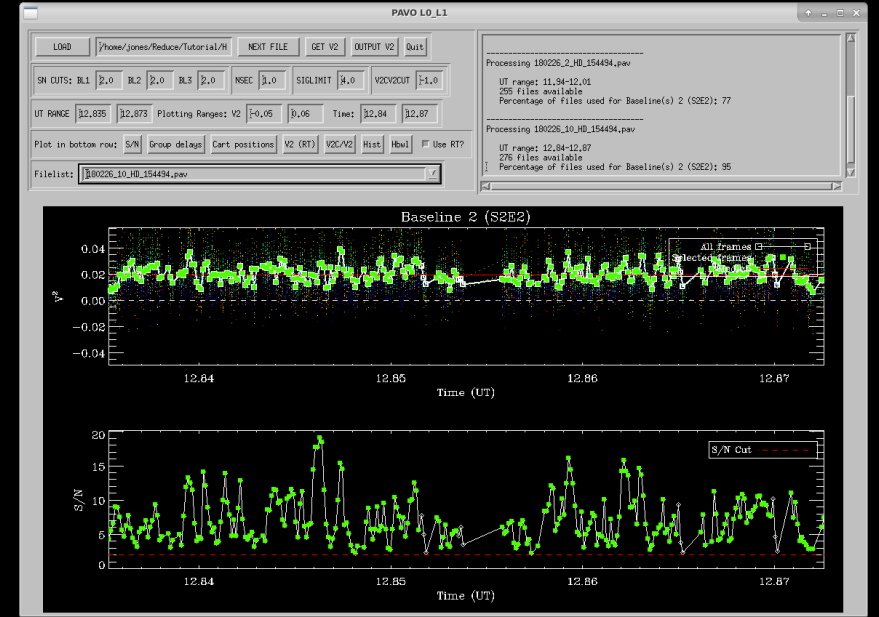 PAVO L0_L1
LOAD /home/jones/Reduce/Tutorial/H NEXT FILE GET V2 OUTPUT V2 Quit
SN CUTS: BL1 2.0 BL2 2.0 BL3 2.0 NSEC 1.0 SIGLIMIT 4.0 V2CV2CUT -1.0
UT RANGE 12.835 12.873 Plotting Ranges: V2 -0.05 0.06 Time: 12.84 12.87
Plot in bottom row: S/N Group delays Cart positions V2 (RT) V2C/V2 Hist Hbwl Use RT?
Filelist: 180226_10_HD_154494.pav
-----------------------------------
Processing 180226_2_HD_154494.pav
UT range: 11.94-12.01
255 files available
Percentage of files used for Baseline(s) 2 (S2E2): 77
-----------------------------------
Processing 180226_10_HD_154494.pav
UT range: 12.84-12.87
276 files available
Percentage of files used for Baseline(s) 2 (S2E2): 95
Baseline 2 (S2E2)
All frames
Selected frames
0.04
0.02
0.00
-0.02
-0.04
V²
12.84 12.85 12.86 12.87
Time (UT)
S/N Cut
20
15
10
5
0
S/N
12.84 12.85 12.86 12.87
Time (UT)